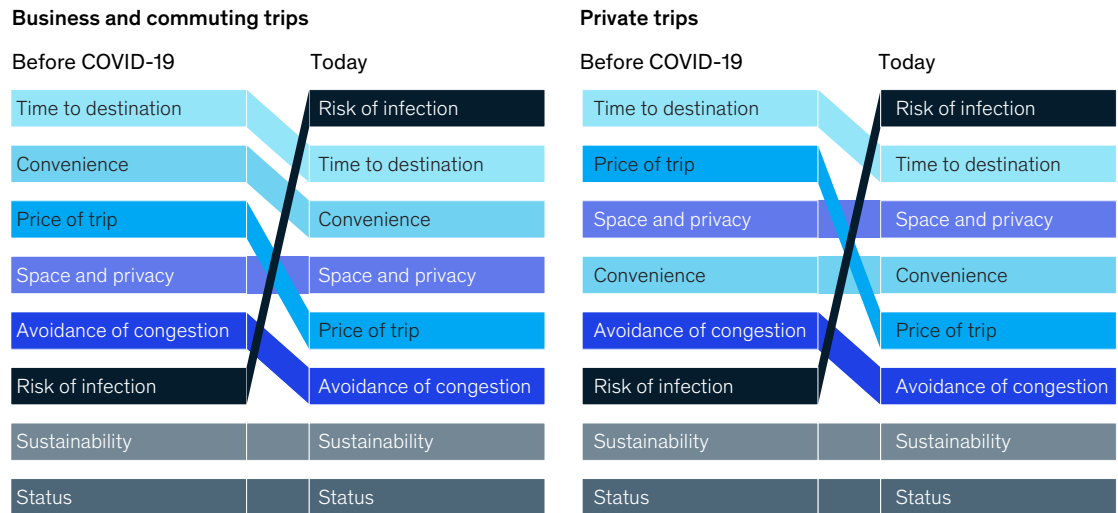 Business and commuting trips
Before COVID-19
Today
Time to destination
Convenience
Price of trip
Space and privacy
Avoidance of congestion
Risk of infection
Sustainability
Status
Risk of infection
Time to destination
Convenience
Space and privacy
Price of trip
Avoidance of congestion
Sustainability
Status
Private trips
Before COVID-19
Today
Time to destination
Price of trip
Space and privacy
Convenience
Avoidance of congestion
Risk of infection
Sustainability
Status
Risk of infection
Time to destination
Space and privacy
Convenience
Price of trip
Avoidance of congestion
Sustainability
Status